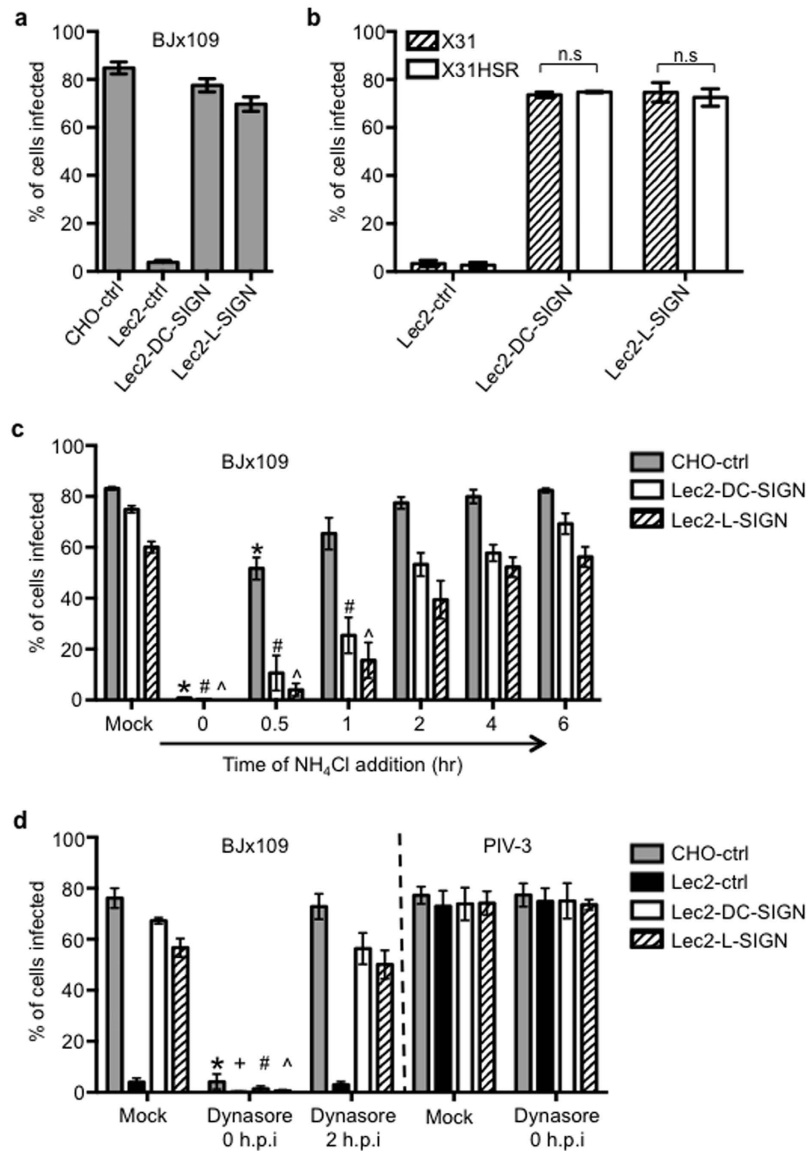 a
BJx109
% of cells infected
100
80
60
40
20
0
CHO-ctrl
Lec2-ctrl
Lec2-DC-SIGN
Lec2-L-SIGN
b
X31
X31HSR
n.s
n.s
% of cells infected
100
80
60
40
20
0
Lec2-ctrl
Lec2-DC-SIGN
Lec2-L-SIGN
c
BJx109
% of cells infected
100
80
60
40
20
0
* # ^
* # ^
# ^
Mock 0 0.5 1 2 4 6
Time of NH₄Cl addition (hr)
CHO-ctrl
Lec2-DC-SIGN
Lec2-L-SIGN
d
BJx109
PIV-3
% of cells infected
100
80
60
40
20
0
* + # ^
Mock Dynasore Dynasore Mock Dynasore
0 h.p.i 2 h.p.i 0 h.p.i
CHO-ctrl
Lec2-ctrl
Lec2-DC-SIGN
Lec2-L-SIGN